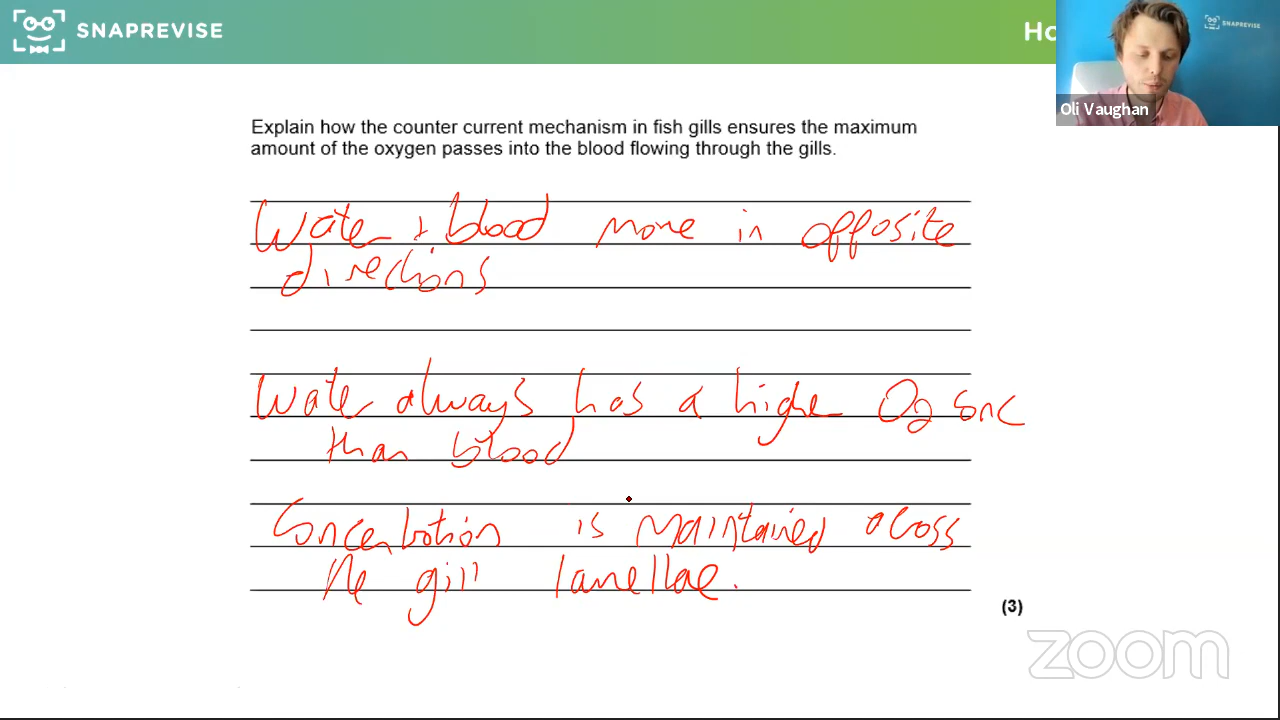 SNAPREVISE
Ho
SNAPREVISE
Oli Vaughan
Explain how the counter current mechanism in fish gills ensures the maximum
amount of the oxygen passes into the blood flowing through the gills.
Water + blood move in opposite
directions
Water always has a higher O2 conc
than blood
Concentration is maintained across
the gill lamellae.
(3)
zoom